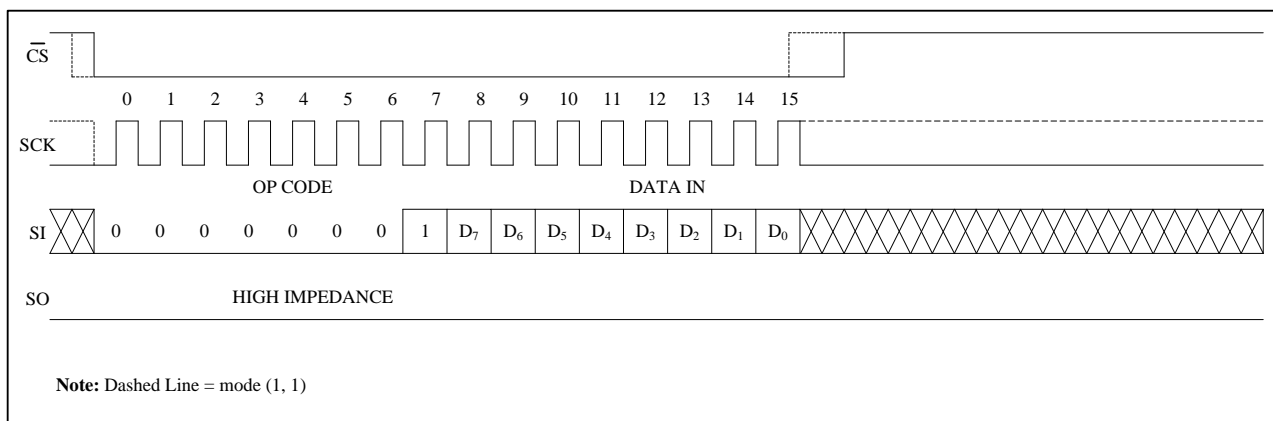 CS
0 1 2 3 4 5 6 7 8 9 10 11 12 13 14 15
SCK
OP CODE DATA IN
SI 0 0 0 0 0 0 0 1 D₇ D₆ D₅ D₄ D₃ D₂ D₁ D₀
SO HIGH IMPEDANCE
Note: Dashed Line = mode (1, 1)